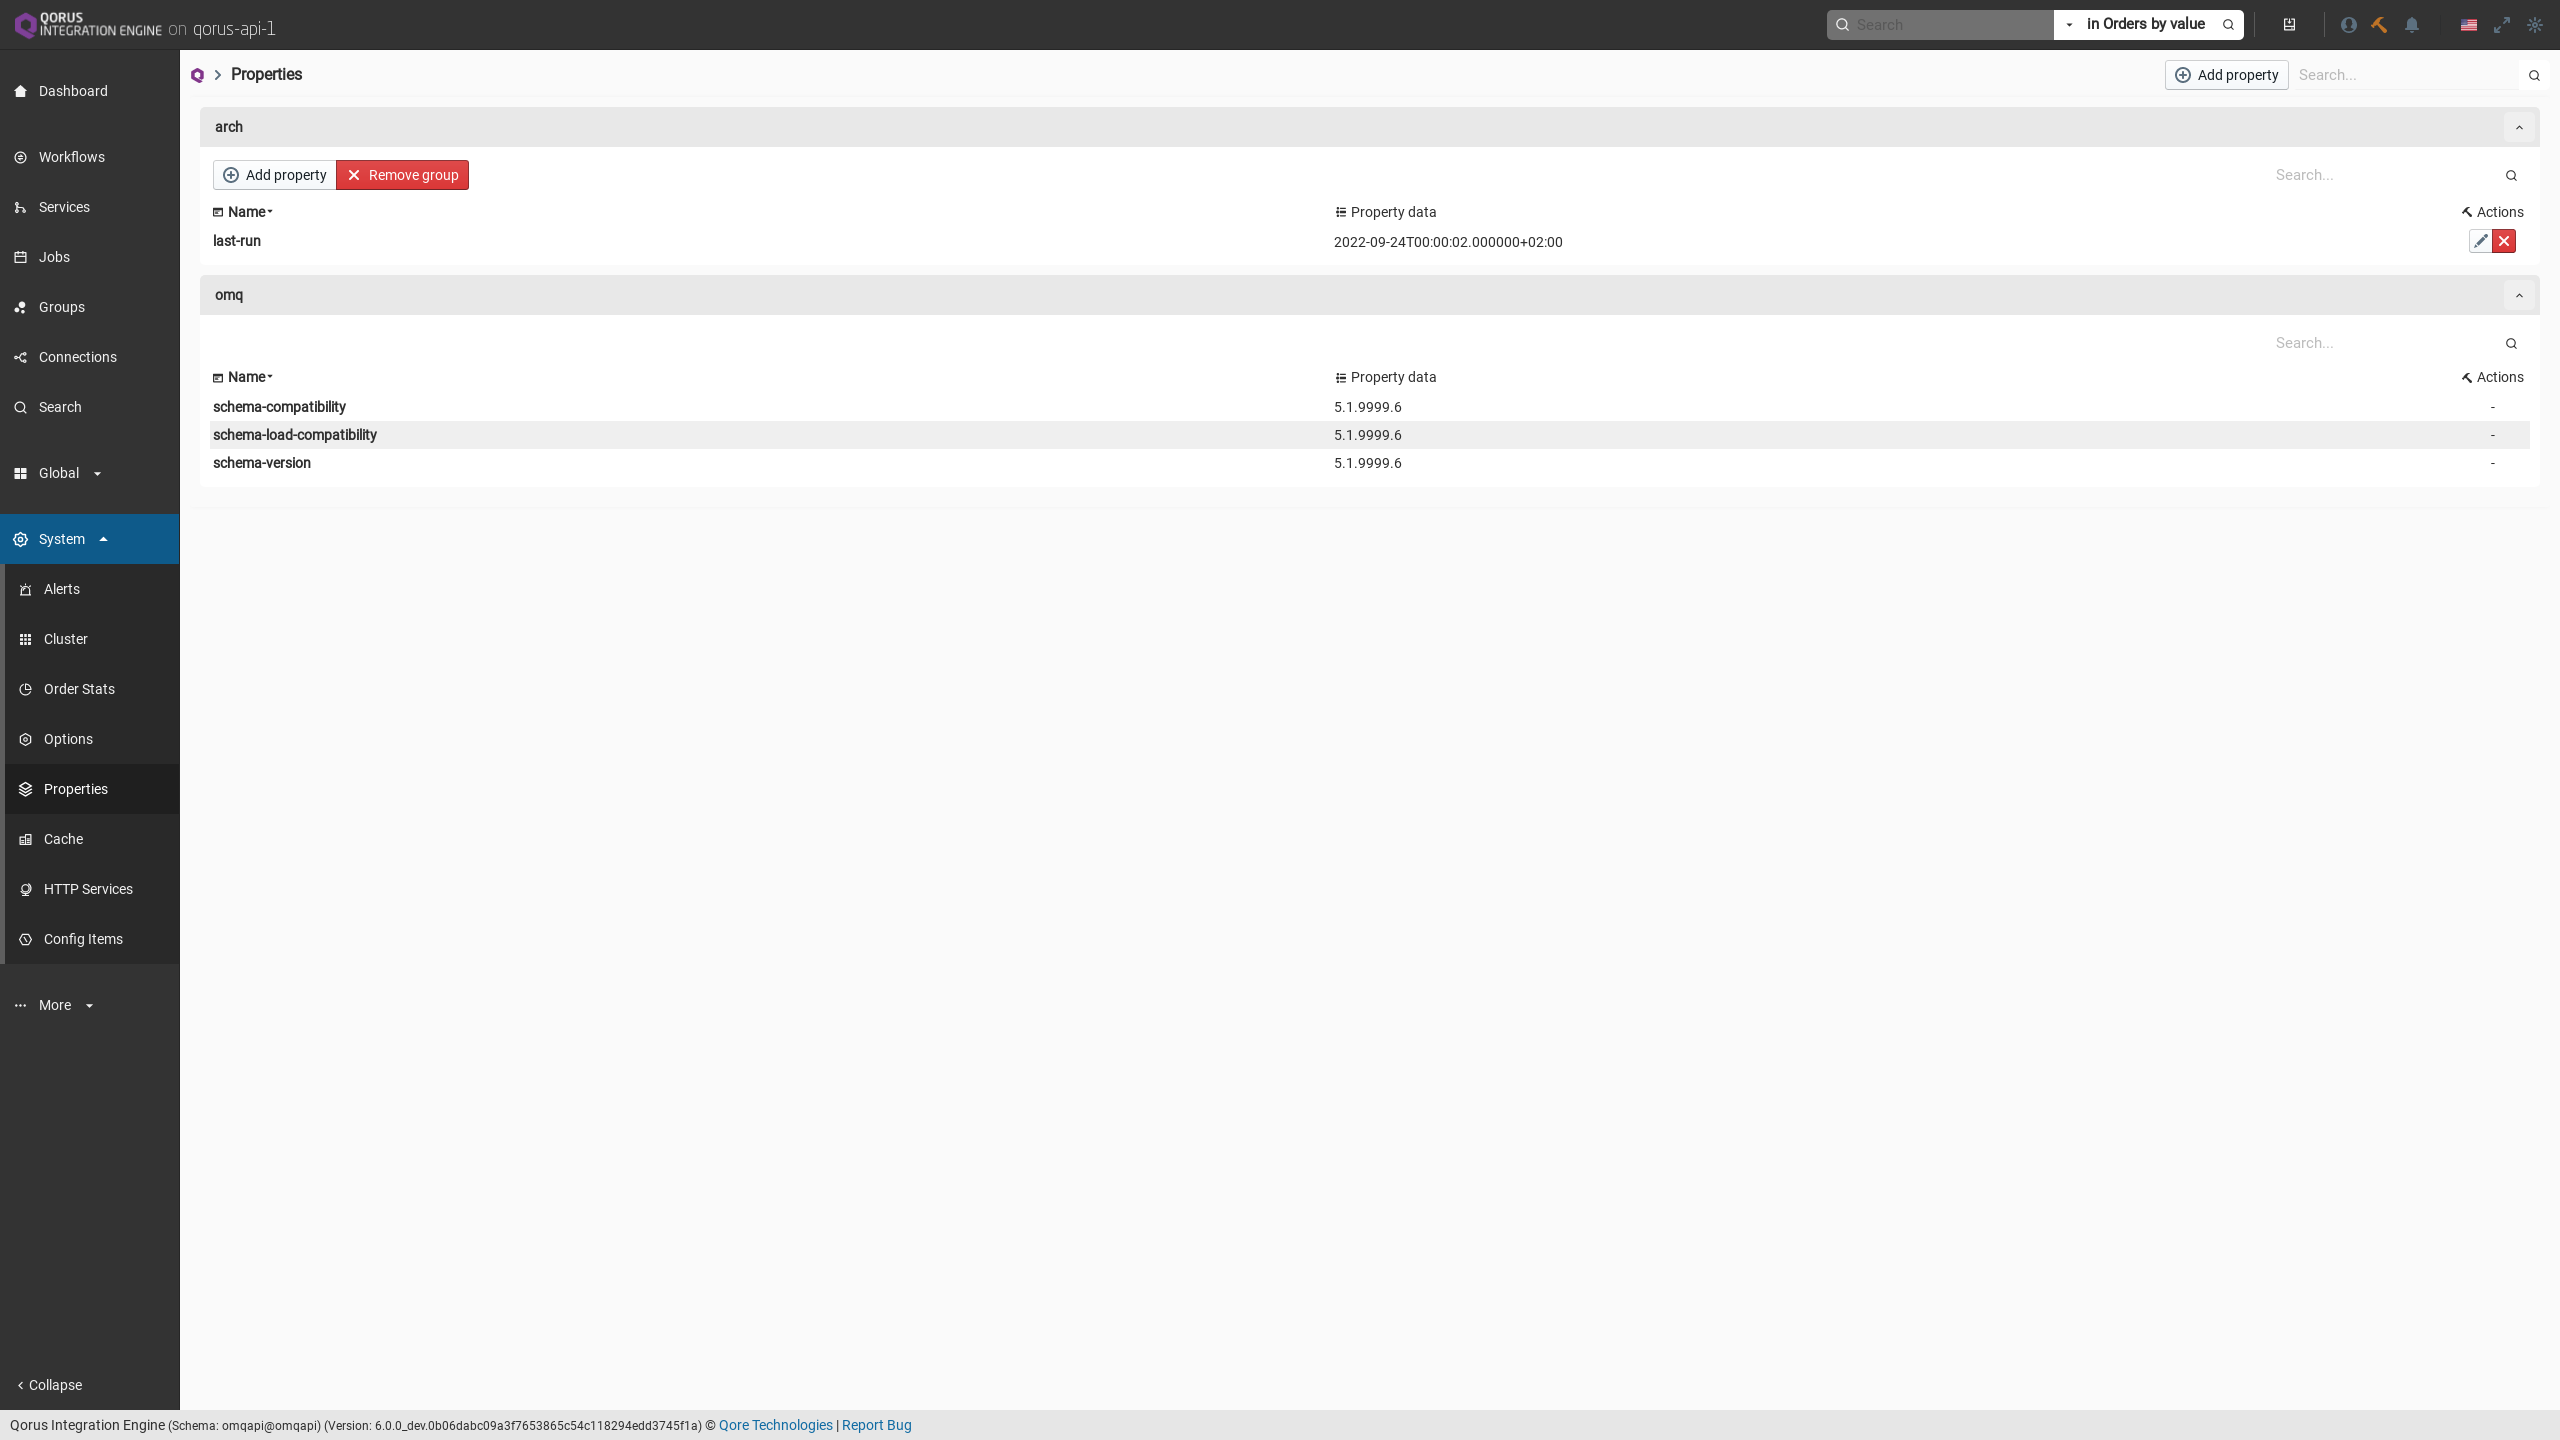 QORUS
INTEGRATION ENGINE on qorus-api-1
Search
in Orders by value
Dashboard
Workflows
Services
Jobs
Groups
Connections
Search
Global
System
Alerts
Cluster
Order Stats
Options
Properties
Cache
HTTP Services
Config Items
More
Collapse
Properties
Add property
Search...
arch
Add property
Remove group
Search...
Name
Property data
Actions
last-run
2022-09-24T00:00:02.000000+02:00
omq
Search...
Name
Property data
Actions
schema-compatibility
5.1.9999.6
-
schema-load-compatibility
5.1.9999.6
-
schema-version
5.1.9999.6
-
Qorus Integration Engine (Schema: omqapi@omqapi) (Version: 6.0.0_dev.0b06dabc09a3f7653865c54c118294edd3745f1a) © Qore Technologies | Report Bug